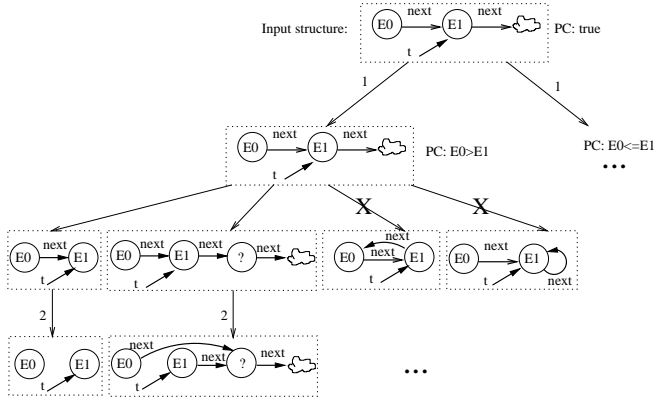 next next
Input structure: E0 E1 PC: true
t
1 1
next next PC: E0<=E1
E0 E1 PC: E0>E1 ...
t
X X
next next next next next next next
E0 E1 E0 E1 ? E0 E1 E0 E1
t t t t next
2 2
next
E0 E1 E0 E1 next ? next ...
t t